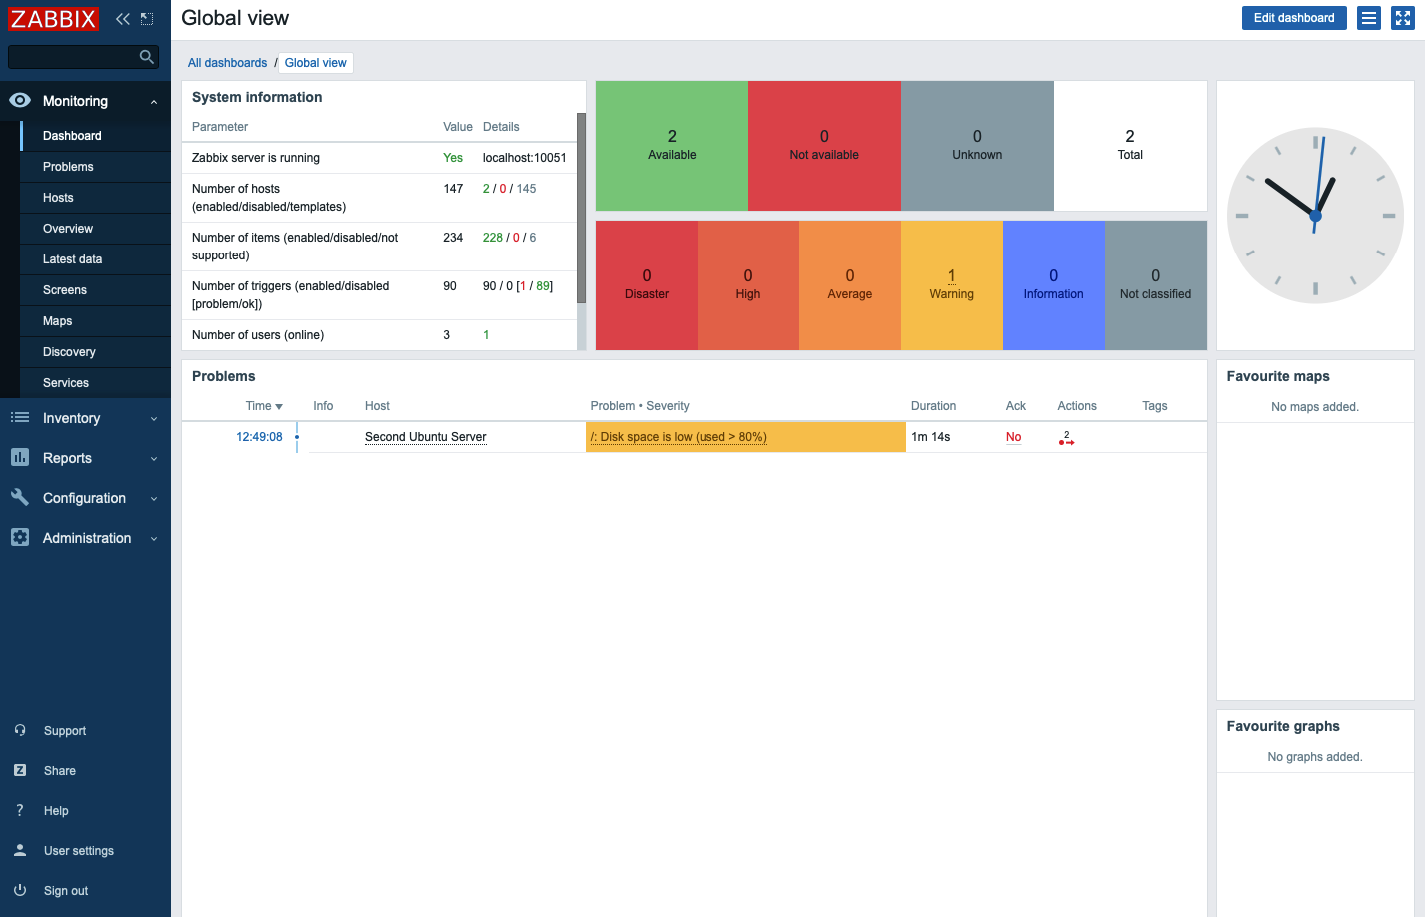 ZABBIX
Global view
Edit dashboard
All dashboards / Global view
Monitoring
Dashboard
Problems
Hosts
Overview
Latest data
Screens
Maps
Discovery
Services
Inventory
Reports
Configuration
Administration
Support
Share
Help
User settings
Sign out
System information
Parameter Value Details
Zabbix server is running Yes localhost:10051
Number of hosts 147 2 / 0 / 145
(enabled/disabled/templates)
Number of items (enabled/disabled/not 234 228 / 0 / 6
supported)
Number of triggers (enabled/disabled 90 90 / 0 [1 / 89]
[problem/ok])
Number of users (online) 3 1
2 0 0 2
Available Not available Unknown Total
0 0 0 1 0 0
Disaster High Average Warning Information Not classified
Problems
Time Info Host Problem • Severity Duration Ack Actions Tags
12:49:08 Second Ubuntu Server /: Disk space is low (used > 80%) 1m 14s No 2
Favourite maps
No maps added.
Favourite graphs
No graphs added.